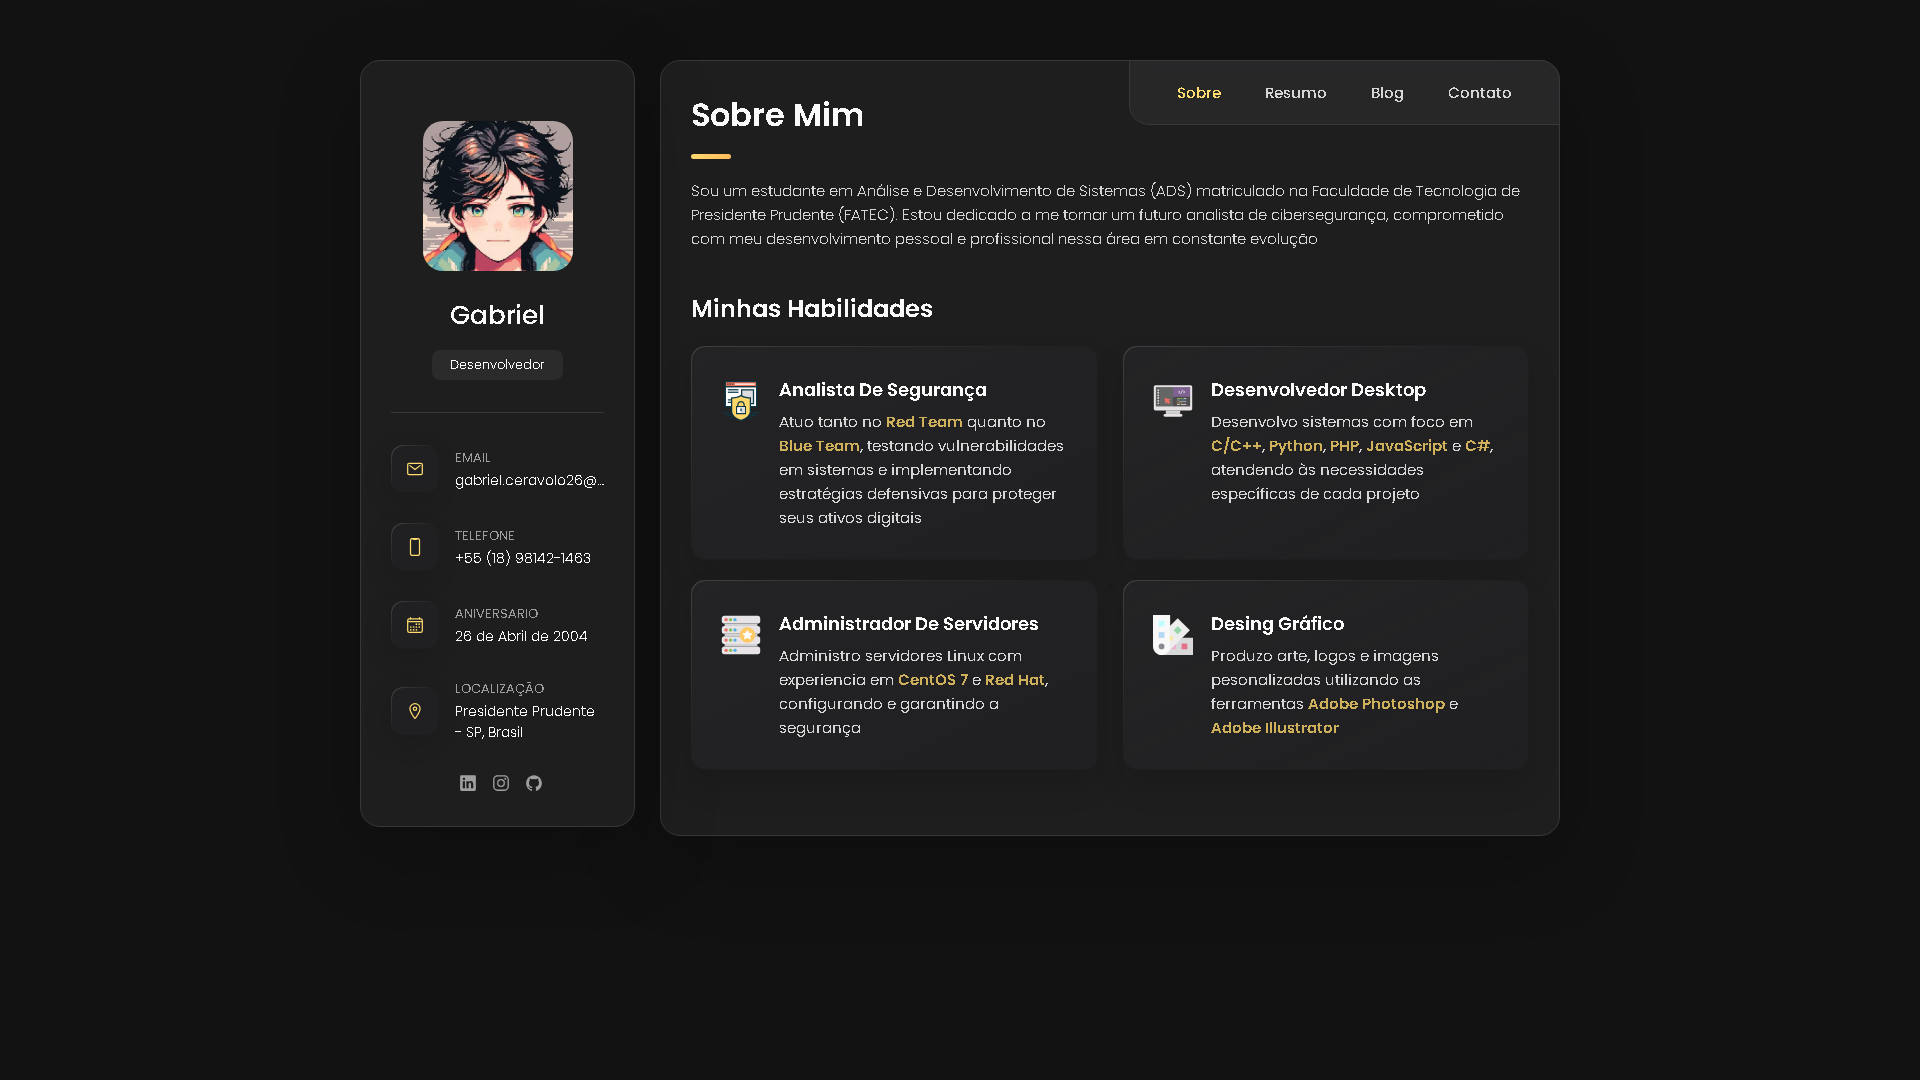 Gabriel
Desenvolvedor
EMAIL
gabriel.ceravolo26@...
TELEFONE
+55 (18) 98142-1463
ANIVERSARIO
26 de Abril de 2004
LOCALIZAÇÃO
Presidente Prudente
- SP, Brasil
Sobre
Resumo
Blog
Contato
Sobre Mim
Sou um estudante em Análise e Desenvolvimento de Sistemas (ADS) matriculado na Faculdade de Tecnologia de
Presidente Prudente (FATEC). Estou dedicado a me tornar um futuro analista de cibersegurança, comprometido
com meu desenvolvimento pessoal e profissional nessa área em constante evolução
Minhas Habilidades
Analista De Segurança
Atuo tanto no Red Team quanto no
Blue Team, testando vulnerabilidades
em sistemas e implementando
estratégias defensivas para proteger
seus ativos digitais
Desenvolvedor Desktop
Desenvolvo sistemas com foco em
C/C++, Python, PHP, JavaScript e C#,
atendendo às necessidades
específicas de cada projeto
Administrador De Servidores
Administro servidores Linux com
experiencia em CentOS 7 e Red Hat,
configurando e garantindo a
segurança
Desing Gráfico
Produzo arte, logos e imagens
pesonalizadas utilizando as
ferramentas Adobe Photoshop e
Adobe Illustrator